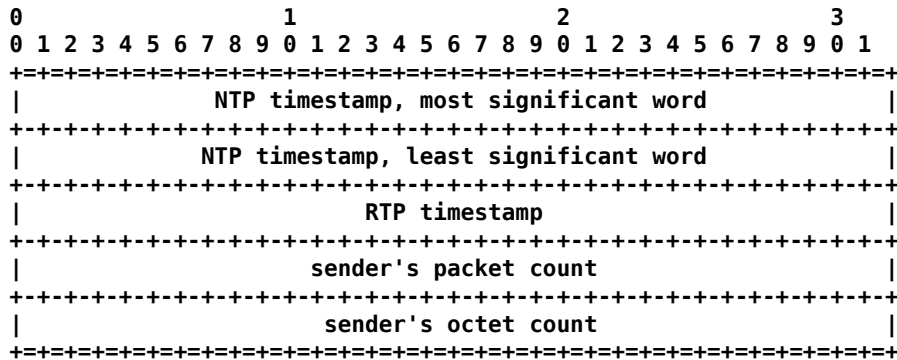 0                   1                   2                   3
0 1 2 3 4 5 6 7 8 9 0 1 2 3 4 5 6 7 8 9 0 1 2 3 4 5 6 7 8 9 0 1
+=+=+=+=+=+=+=+=+=+=+=+=+=+=+=+=+=+=+=+=+=+=+=+=+=+=+=+=+=+=+=+=+
|              NTP timestamp, most significant word             |
+-+-+-+-+-+-+-+-+-+-+-+-+-+-+-+-+-+-+-+-+-+-+-+-+-+-+-+-+-+-+-+-+
|             NTP timestamp, least significant word             |
+-+-+-+-+-+-+-+-+-+-+-+-+-+-+-+-+-+-+-+-+-+-+-+-+-+-+-+-+-+-+-+-+
|                         RTP timestamp                         |
+-+-+-+-+-+-+-+-+-+-+-+-+-+-+-+-+-+-+-+-+-+-+-+-+-+-+-+-+-+-+-+-+
|                     sender's packet count                     |
+-+-+-+-+-+-+-+-+-+-+-+-+-+-+-+-+-+-+-+-+-+-+-+-+-+-+-+-+-+-+-+-+
|                      sender's octet count                     |
+=+=+=+=+=+=+=+=+=+=+=+=+=+=+=+=+=+=+=+=+=+=+=+=+=+=+=+=+=+=+=+=+